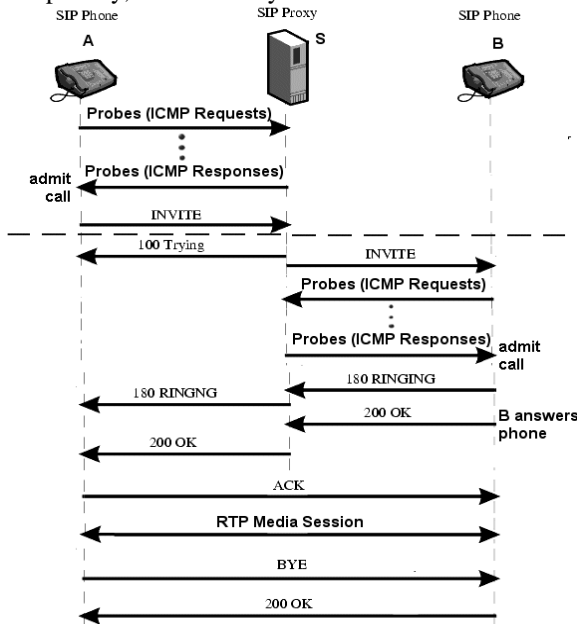 SIP Phone SIP Proxy SIP Phone
A S B
Probes (ICMP Requests)
Probes (ICMP Responses)
admit
call
INVITE
100 Trying
INVITE
Probes (ICMP Requests)
Probes (ICMP Responses)
admit
call
180 RINGING
180 RINGNG
200 OK
B answers
phone
200 OK
ACK
RTP Media Session
BYE
200 OK